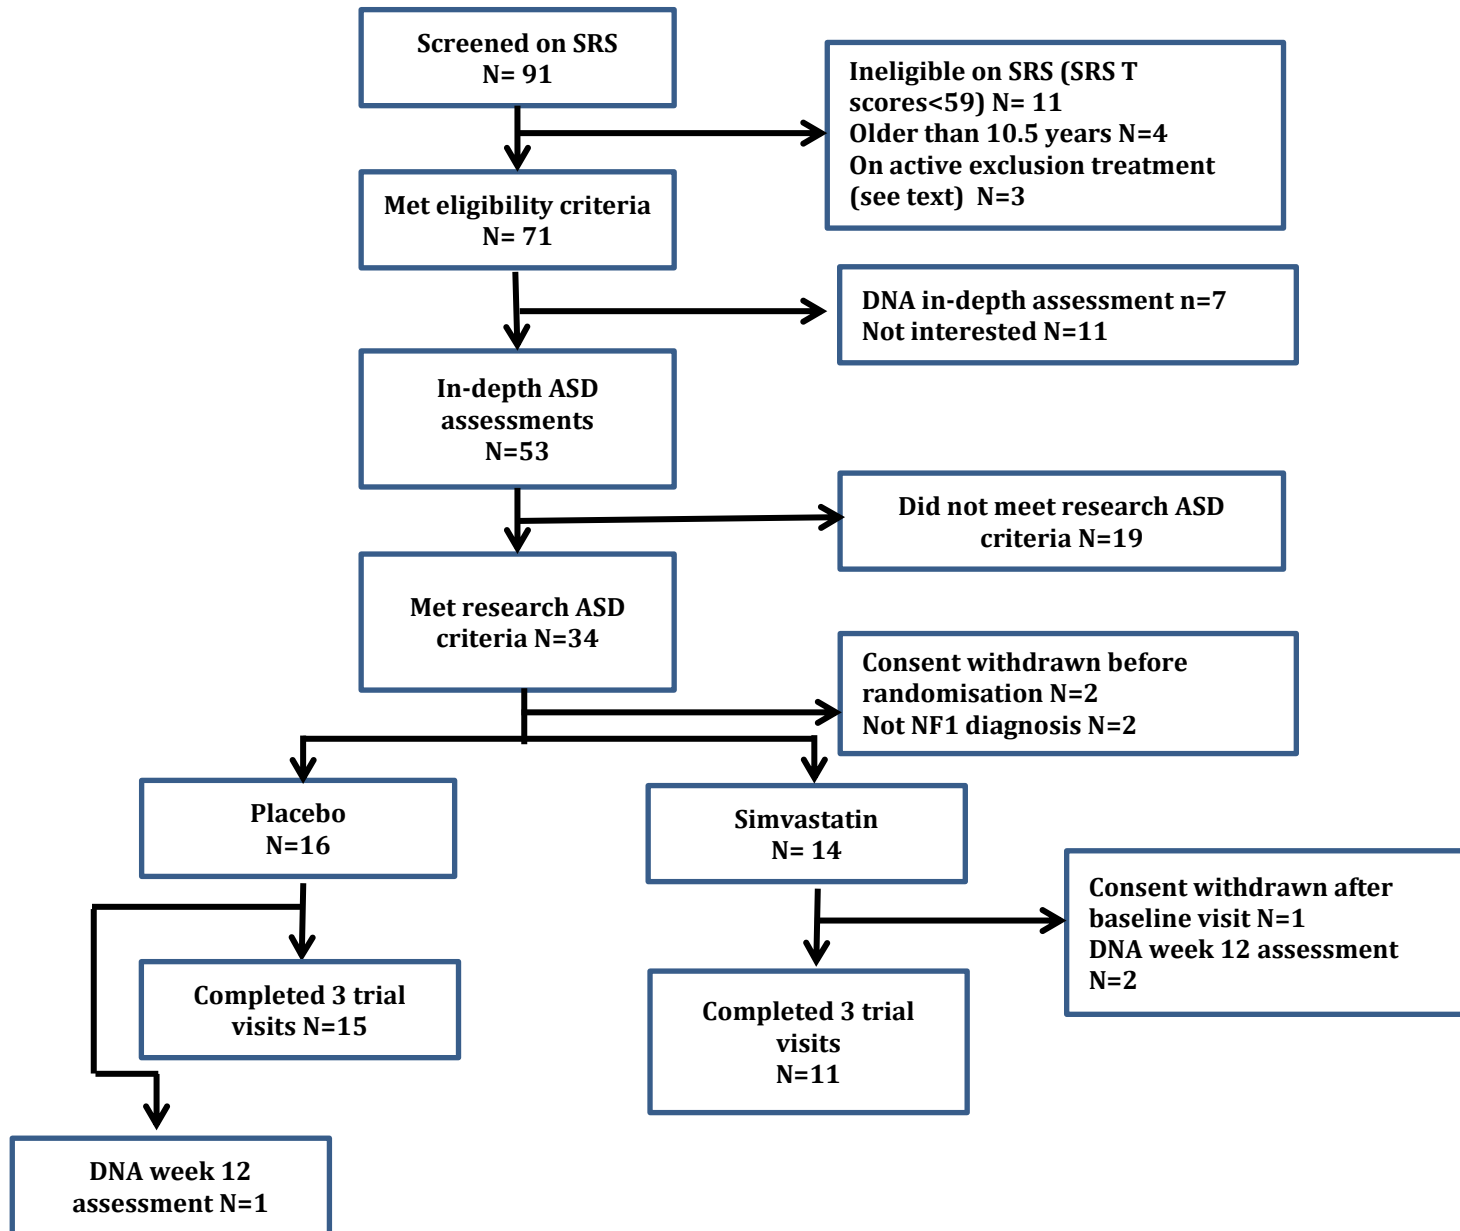 Screened on SRS
N= 91
Ineligible on SRS (SRS T
scores<59) N= 11
Older than 10.5 years N=4
On active exclusion treatment
(see text)  N=3
Met eligibility criteria
N= 71
DNA in-depth assessment n=7
Not interested N=11
In-depth ASD
assessments
N=53
Did not meet research ASD
criteria N=19
Met research ASD
criteria N=34
Consent withdrawn before
randomisation N=2
Not NF1 diagnosis N=2
Placebo
N=16
Simvastatin
N= 14
Consent withdrawn after
baseline visit N=1
DNA week 12 assessment
N=2
Completed 3 trial
visits N=15
Completed 3 trial
visits
N=11
DNA week 12
assessment N=1